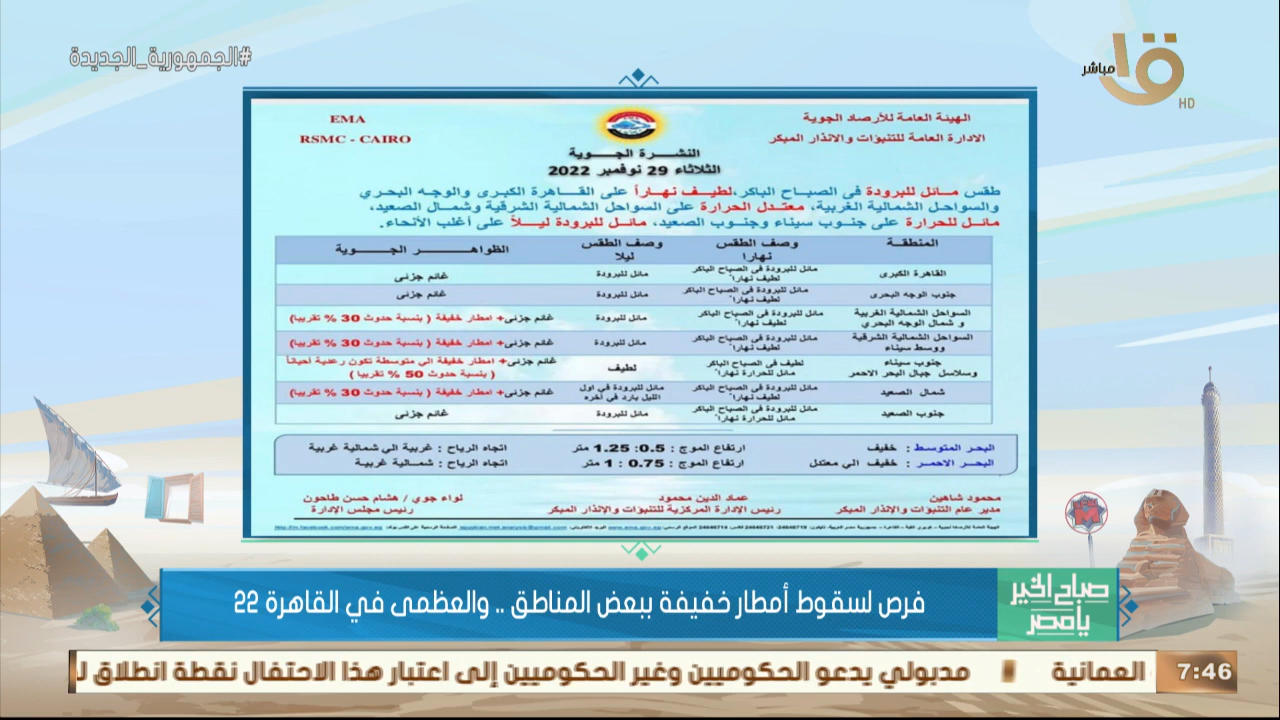 #الجمهورية_الجديدة
مباشر
HD
EMA
RSMC - CAIRO
الهيئة العامة للأرصاد الجوية
الادارة العامة للتنبؤات والانذار المبكر
النشرة الجوية
الثلاثاء 29 نوفمبر 2022
طقس مائل للبرودة فى الصباح الباكر،لطيف نهاراً على القاهرة الكبرى والوجه البحري
والسواحل الشمالية الغربية، معتدل الحرارة على السواحل الشمالية الشرقية وشمال الصعيد،
مائل للحرارة على جنوب سيناء وجنوب الصعيد، مائل للبرودة ليلاً على أغلب الأنحاء.
المنطقة وصف الطقس نهارا وصف الطقس ليلا الظواهر الجوية
القاهرة الكبرى مائل للبرودة فى الصباح الباكر لطيف نهارا مائل للبرودة غائم جزئى
جنوب الوجه البحرى مائل للبرودة فى الصباح الباكر لطيف نهارا مائل للبرودة غائم جزئى
السواحل الشمالية الغربية و شمال الوجه البحري مائل للبرودة فى الصباح الباكر لطيف نهارا مائل للبرودة غائم جزئى+ امطار خفيفة ( بنسبة حدوث 30 % تقريبا)
السواحل الشمالية الشرقية ووسط سيناء مائل للبرودة فى الصباح الباكر لطيف نهارا مائل للبرودة غائم جزئى+ امطار خفيفة ( بنسبة حدوث 30 % تقريبا)
جنوب سيناء وسلاسل جبال البحر الاحمر لطيف فى الصباح الباكر مائل للحرارة نهارا لطيف غائم جزئى+ امطار خفيفة الى متوسطة تكون رعدية أحياناً ( بنسبة حدوث 50 % تقريبا )
شمال الصعيد مائل للبرودة فى الصباح الباكر لطيف نهارا مائل للبرودة في اول الليل بارد في أخره غائم جزئى+ امطار خفيفة ( بنسبة حدوث 30 % تقريبا)
جنوب الصعيد مائل للبرودة فى الصباح الباكر مائل للحرارة نهارا مائل للبرودة غائم جزئى
البحر المتوسط : خفيف ارتفاع الموج : 0.5: 1.25 متر اتجاه الرياح : غربية الي شمالية غربية
البحر الاحمر : خفيف الي معتدل ارتفاع الموج : 0.75 : 1 متر اتجاه الرياح : شمالية غربية
محمود شاهين عماد الدين محمود لواء جوي / هشام حسن طاحون
مدير عام التنبؤات والإنذار المبكر رئيس الإدارة المركزية للتنبؤات والإنذار المبكر رئيس مجلس الإدارة
صباح الخير يا مصر
فرص لسقوط أمطار خفيفة ببعض المناطق .. والعظمى في القاهرة 22
7:46
العمانية
مدبولي يدعو الحكوميين وغير الحكوميين إلى اعتبار هذا الاحتفال نقطة انطلاق